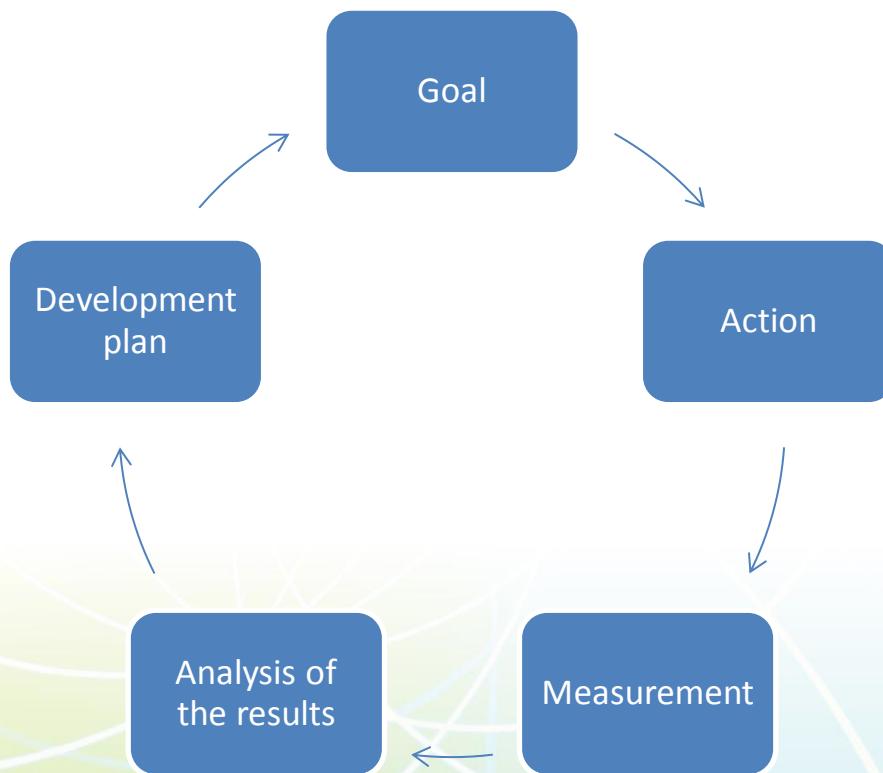 Goal
Action
Measurement
Analysis of
the results
Development
plan